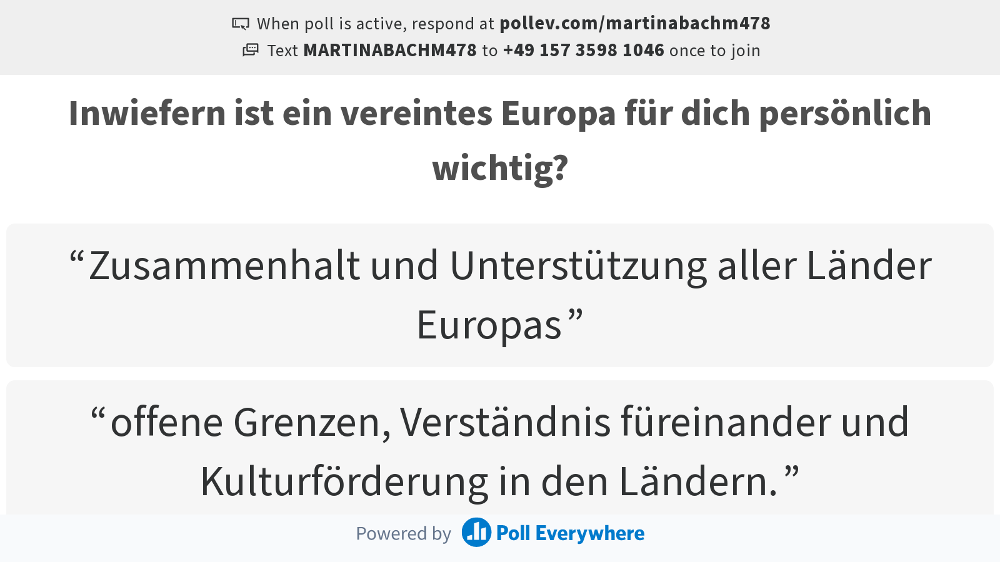 When poll is active, respond at pollev.com/martinabachm478
Text MARTINABACHM478 to +49 157 3598 1046 once to join
Inwiefern ist ein vereintes Europa für dich persönlich
wichtig?
“Zusammenhalt und Unterstützung aller Länder
Europas”
“offene Grenzen, Verständnis füreinander und
Kulturförderung in den Ländern.”
Powered by Poll Everywhere